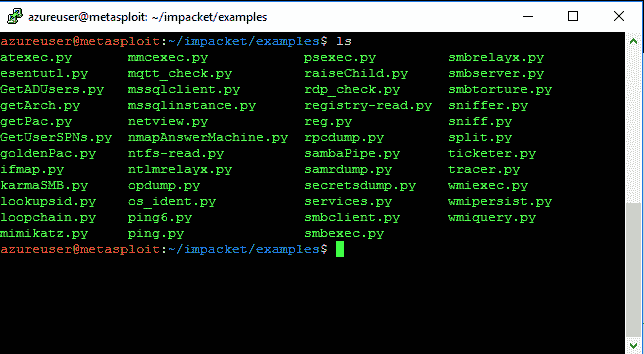 azureuser@metasploit: ~/impacket/examples
azureuser@metasploit:~/impacket/examples$ ls
atexec.py mmcexec.py psexec.py smbrelayx.py
esentutl.py mqtt_check.py raiseChild.py smbserver.py
GetADUsers.py mssqlclient.py rdp_check.py smbtorture.py
getArch.py mssqlinstance.py registry-read.py sniffer.py
getPac.py netview.py reg.py sniff.py
GetUserSPNs.py nmapAnswerMachine.py rpcdump.py split.py
goldenPac.py ntfs-read.py sambaPipe.py ticketer.py
ifmap.py ntlmrelayx.py samrdump.py tracer.py
karmaSMB.py opdump.py secretsdump.py wmiexec.py
lookupsid.py os_ident.py services.py wmipersist.py
loopchain.py ping6.py smbclient.py wmiquery.py
mimikatz.py ping.py smbexec.py
azureuser@metasploit:~/impacket/examples$